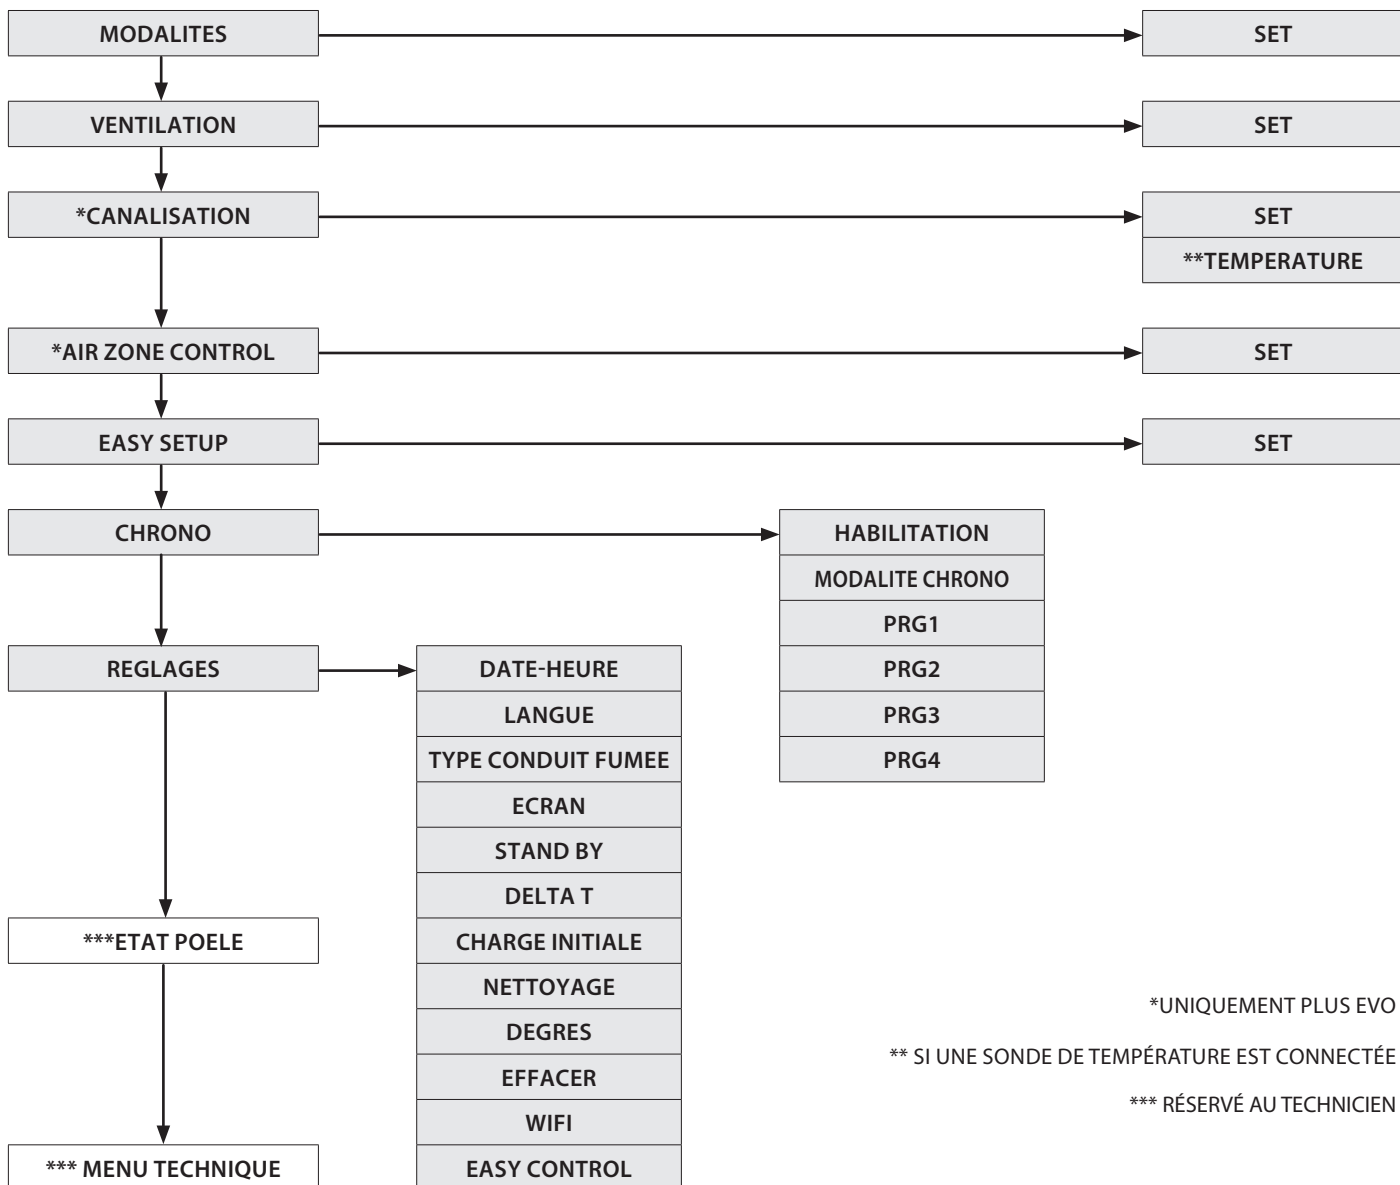 MODALITES
SET
VENTILATION
SET
*CANALISATION
SET
**TEMPERATURE
*AIR ZONE CONTROL
SET
EASY SETUP
SET
CHRONO
HABILITATION
MODALITE CHRONO
PRG1
PRG2
PRG3
PRG4
REGLAGES
DATE-HEURE
LANGUE
TYPE CONDUIT FUMEE
ECRAN
STAND BY
DELTA T
CHARGE INITIALE
NETTOYAGE
DEGRES
EFFACER
WIFI
EASY CONTROL
***ETAT POELE
*** MENU TECHNIQUE
*UNIQUEMENT PLUS EVO
** SI UNE SONDE DE TEMPÉRATURE EST CONNECTÉE
*** RÉSERVÉ AU TECHNICIEN